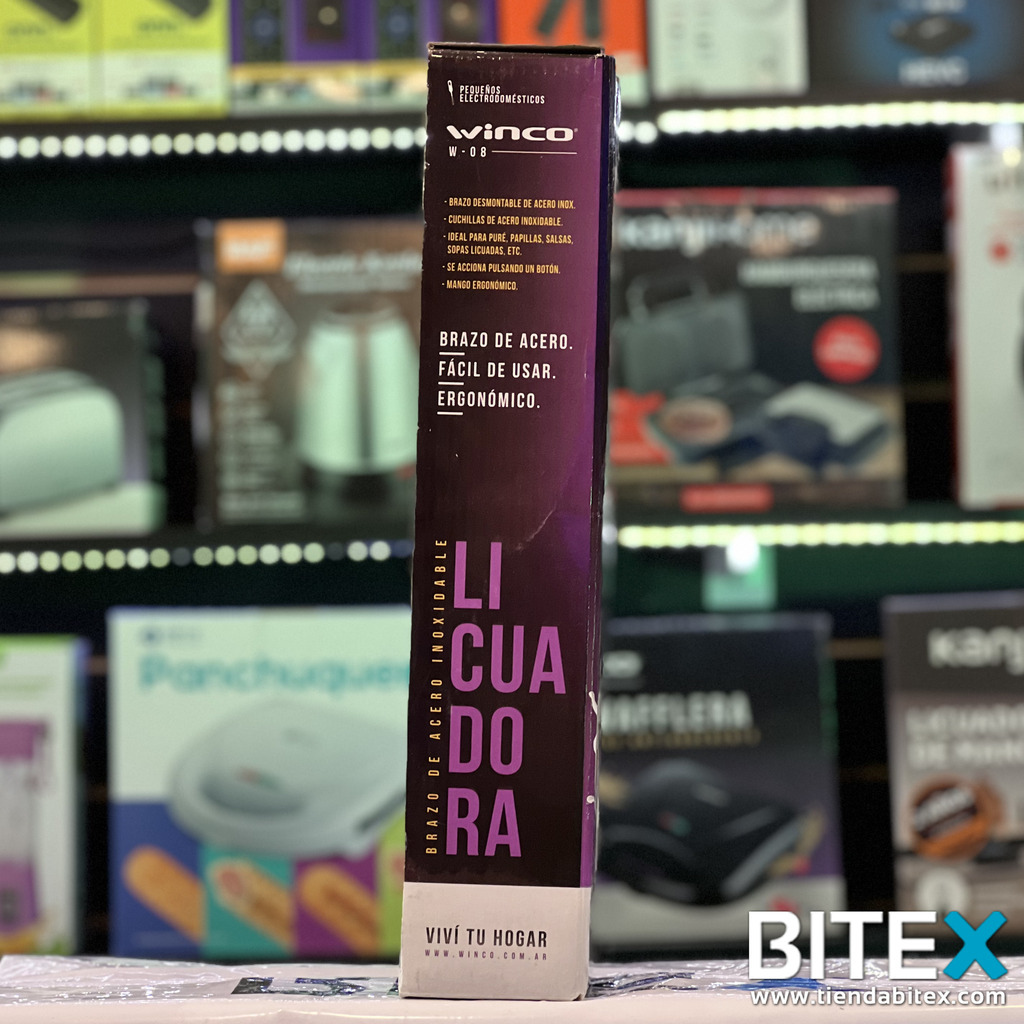 PEQUEÑOS
ELECTRODOMÉSTICOS
WINCO
W-08
- BRAZO DESMONTABLE DE ACERO INOX.
- CUCHILLAS DE ACERO INOXIDABLE.
- IDEAL PARA PURÉ, PAPILLAS, SALSAS,
SOPAS LICUADAS, ETC.
- SE ACCIONA PULSANDO UN BOTÓN.
- MANGO ERGONÓMICO.
BRAZO DE ACERO.
FÁCIL DE USAR.
ERGONÓMICO.
BRAZO DE ACERO INOXIDABLE
LI
CUA
DO
RA
VIVÍ TU HOGAR
WWW.WINCO.COM.AR
Panchuque
WAFFLERA
BITEX
www.tiendabitex.com